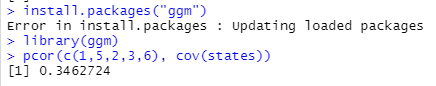 > install.packages("ggm")
Error in install.packages : Updating loaded packages
> library(ggm)
> pcor(c(1,5,2,3,6), cov(states))
[1] 0.3462724